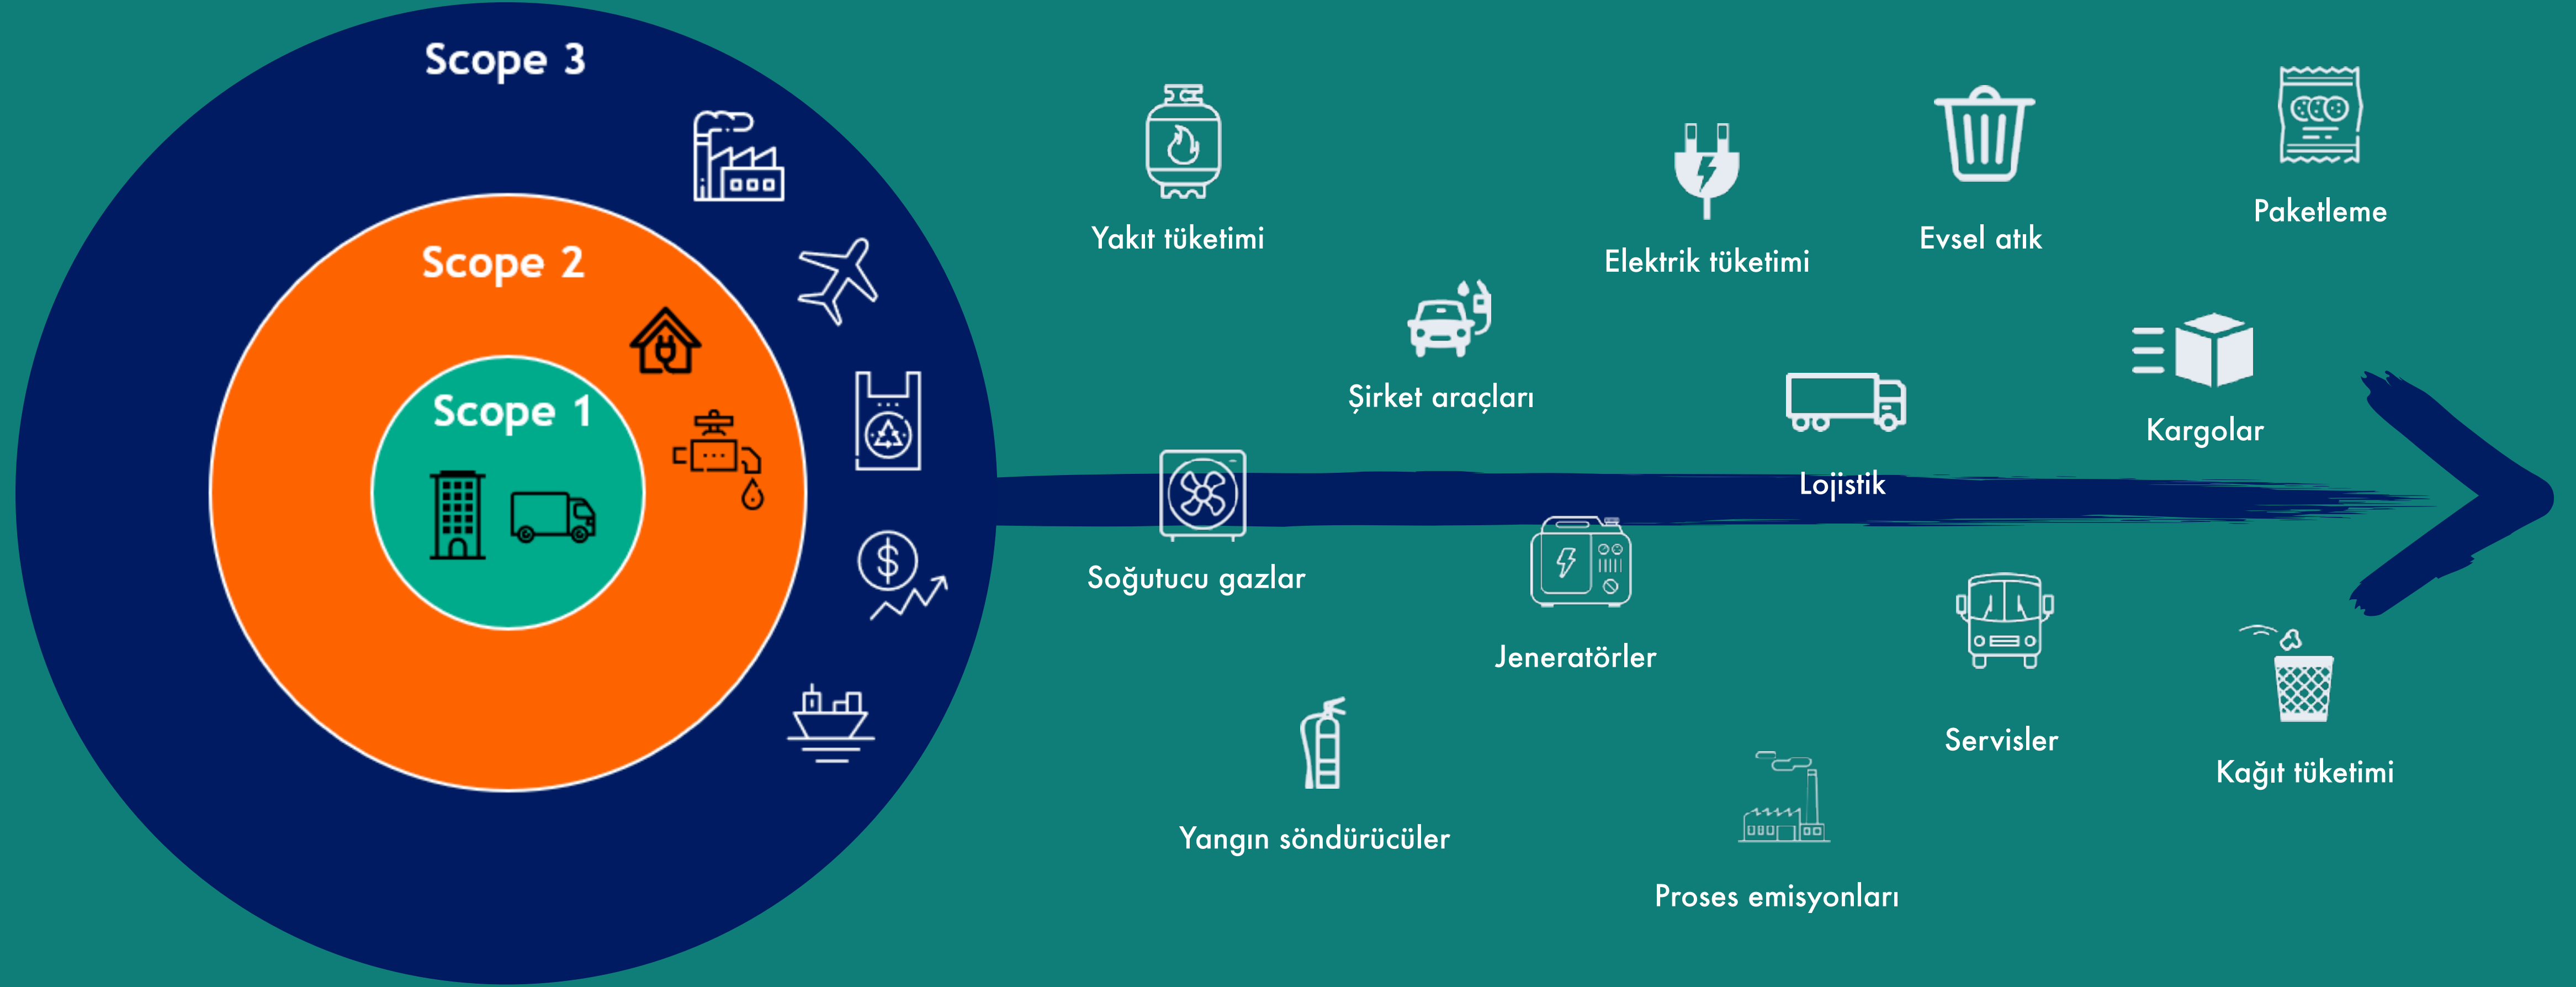 Scope 3
Scope 2
Scope 1
Yakıt tüketimi
Elektrik tüketimi
Evsel atık
Paketleme
Şirket araçları
Lojistik
Kargolar
Soğutucu gazlar
Jeneratörler
Servisler
Kağıt tüketimi
Yangın söndürücüler
Proses emisyonları